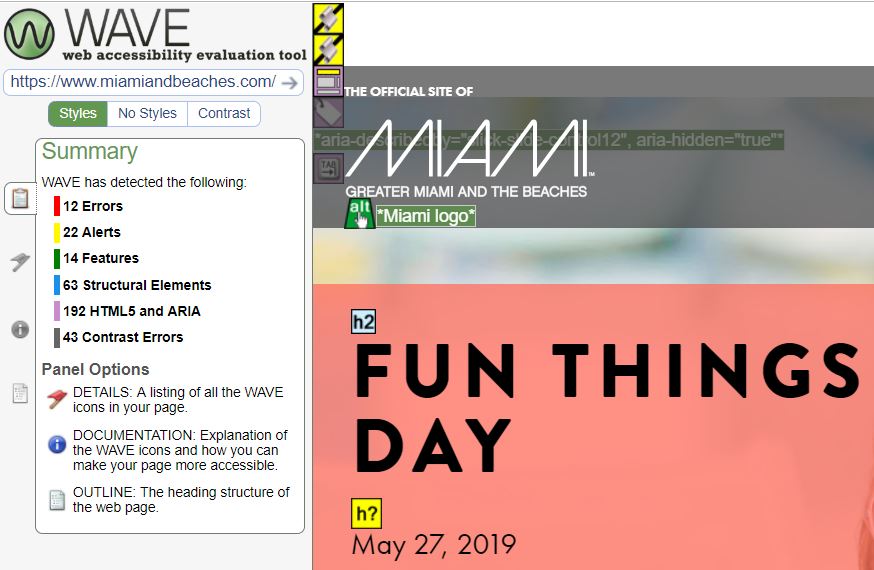 WAVE
web accessibility evaluation tool
https://www.miamiandbeaches.com/
Styles
No Styles
Contrast
Summary
WAVE has detected the following:
12 Errors
22 Alerts
14 Features
63 Structural Elements
192 HTML5 and ARIA
43 Contrast Errors
Panel Options
DETAILS: A listing of all the WAVE
icons in your page.
DOCUMENTATION: Explanation of
the WAVE icons and how you can
make your page more accessible.
OUTLINE: The heading structure of
the web page.
THE OFFICIAL SITE OF
*aria-describedby="slick-slide-control12", aria-hidden="true"*
MIAMI™
TAB
GREATER MIAMI AND THE BEACHES
alt
*Miami logo*
h2
FUN THINGS
DAY
h?
May 27, 2019